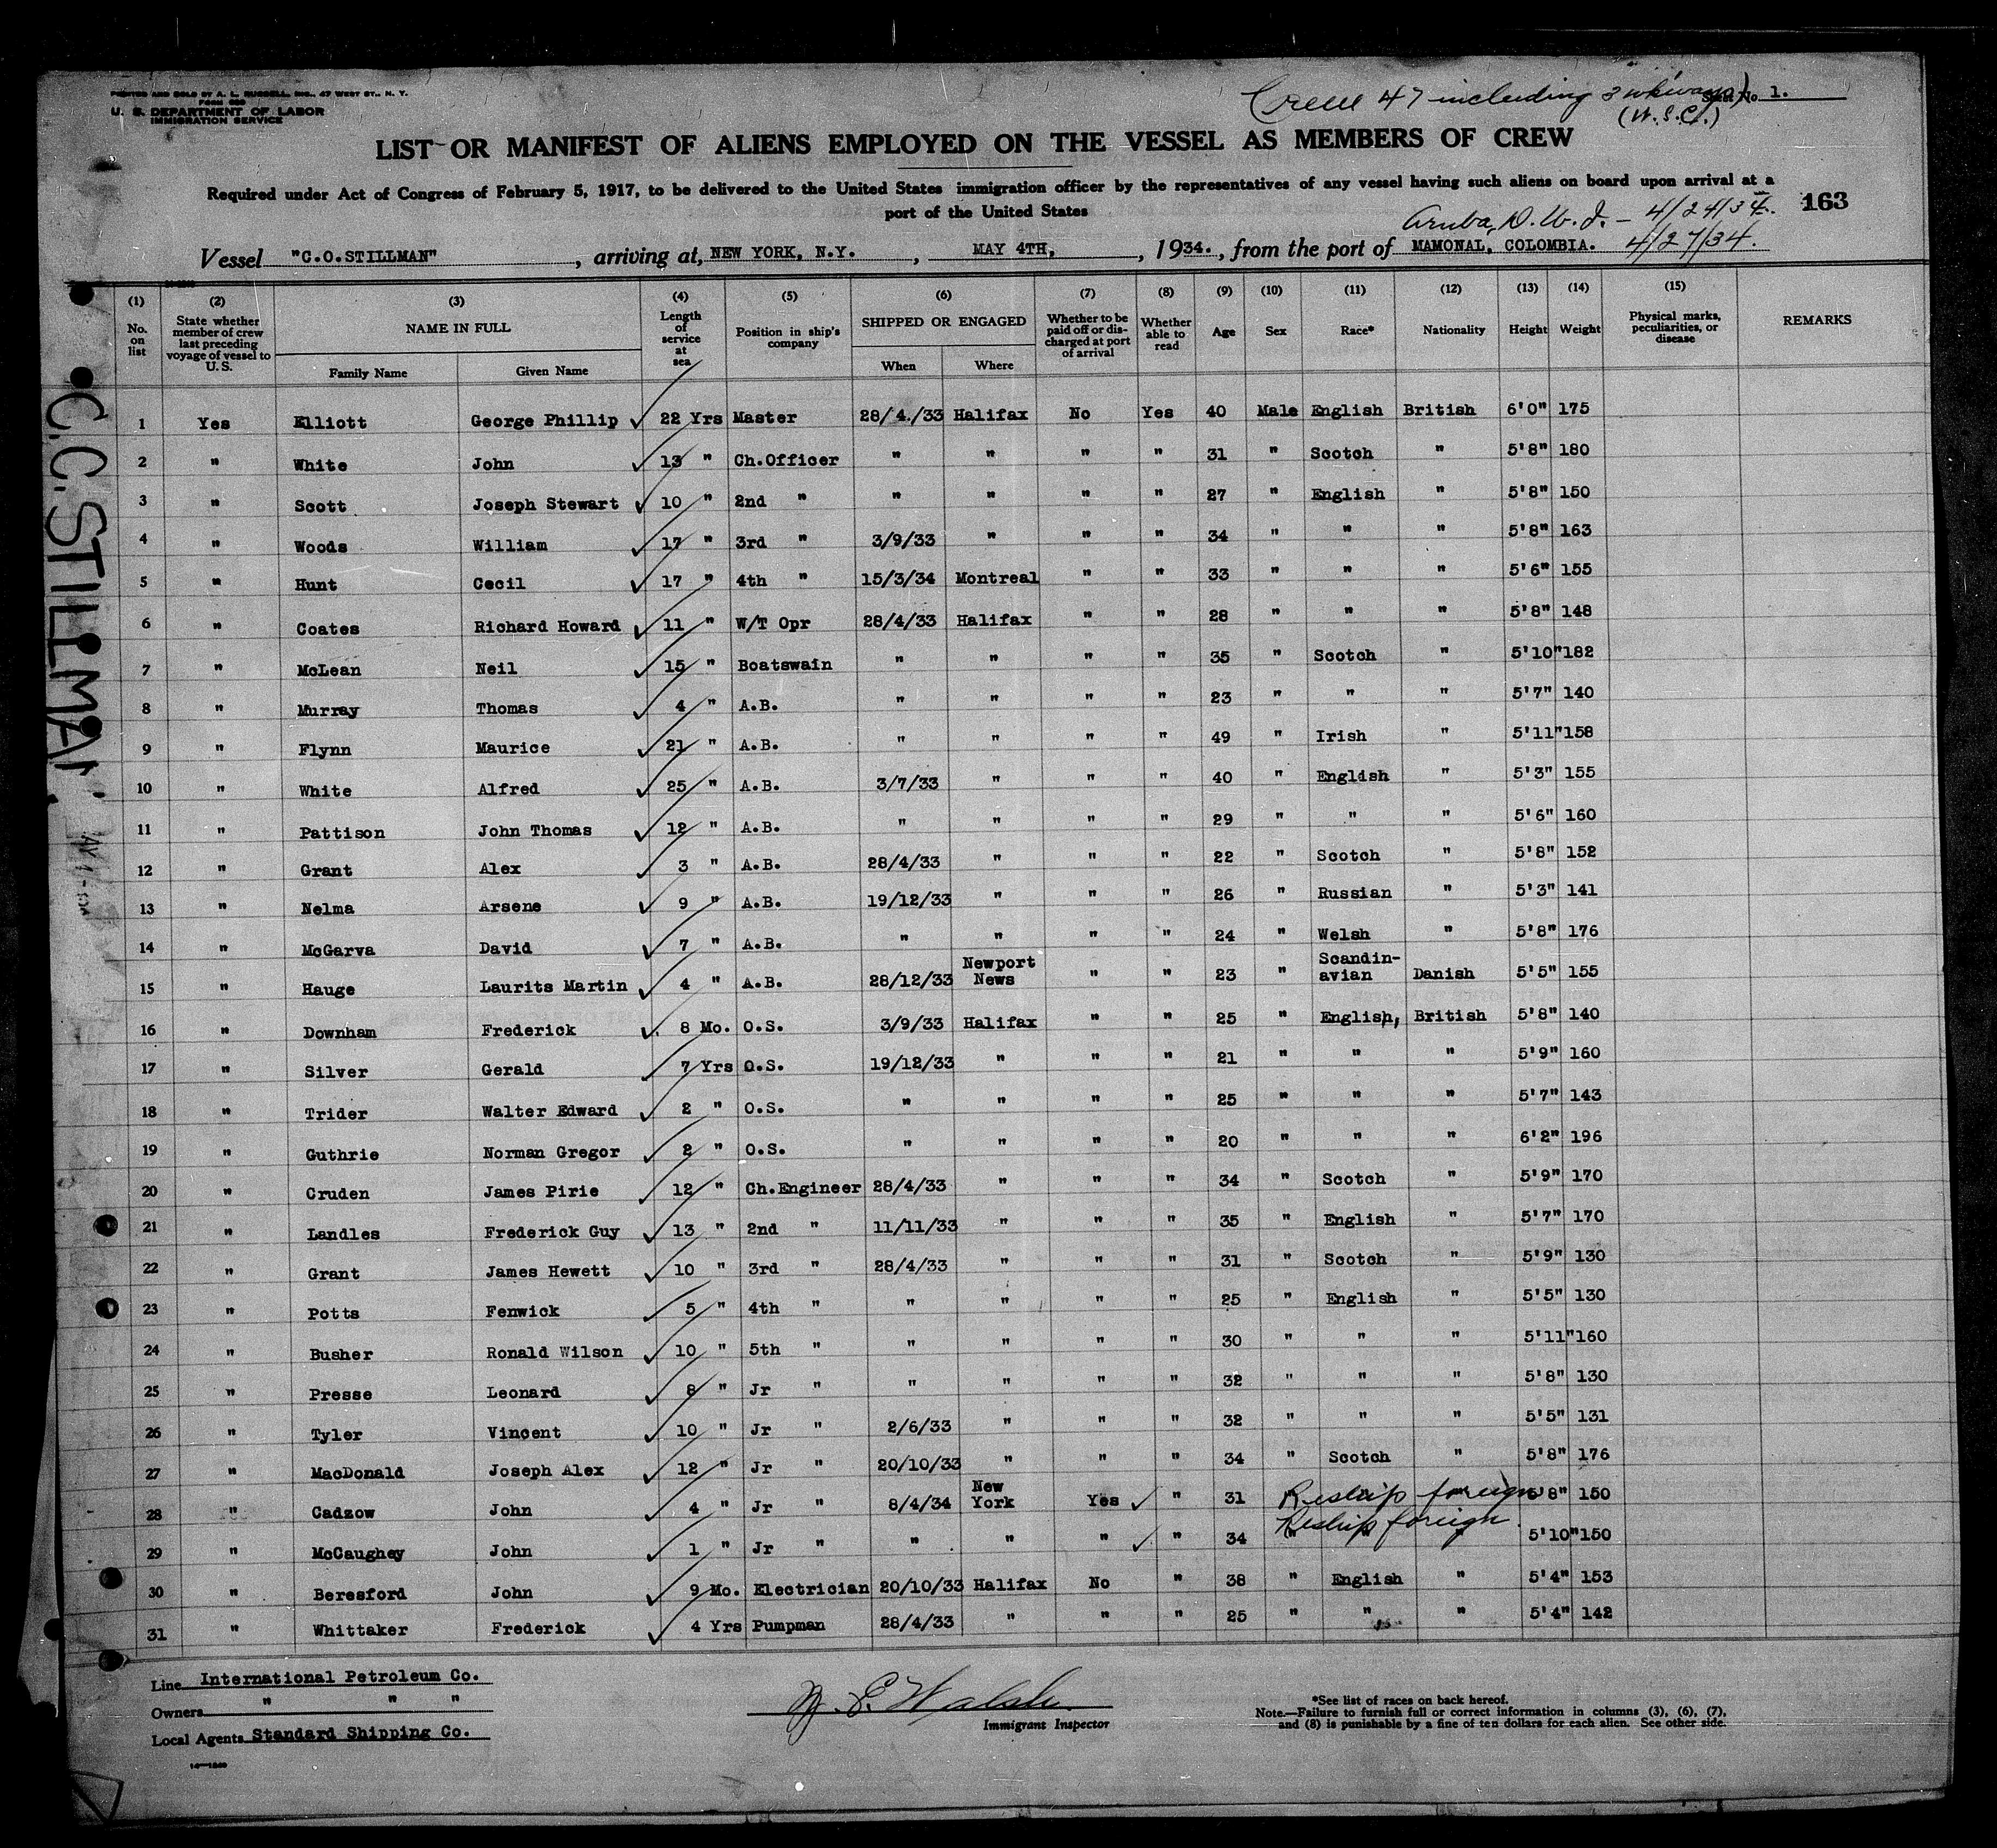 PRINTED AND SOLD BY A. L. RUSSELL, INC., 47 WEST ST., N. Y.
FORM 689
U. S. DEPARTMENT OF LABOR
IMMIGRATION SERVICE
Crew 47 including
Sheet No 1.
LIST OR MANIFEST OF ALIENS EMPLOYED ON THE VESSEL AS MEMBERS OF CREW
Required under Act of Congress of February 5, 1917, to be delivered to the United States immigration officer by the representatives of any vessel having such aliens on board upon arrival at a
port of the United States
163
Aruba, D.W.I. - 4/24/34.
Vessel "C.O.STILLMAN", arriving at, NEW YORK, N.Y., MAY 4TH, 1934., from the port of MAMONAL, COLOMBIA. 4/27/34.
(1) (2) (3) (4) (5) (6) (7) (8) (9) (10) (11) (12) (13) (14) (15)
No. on list | State whether member of crew last preceding voyage of vessel to U. S. | NAME IN FULL | Length of service at sea | Position in ship's company | SHIPPED OR ENGAGED | Whether to be paid off or discharged at port of arrival | Whether able to read | Age | Sex | Race* | Nationality | Height | Weight | Physical marks, peculiarities, or disease | REMARKS
Family Name | Given Name | When | Where
1 Yes Elliott George Phillip 22 Yrs Master 28/4./33 Halifax No Yes 40 Male English British 6'0" 175
2 " White John 13 " Ch.Officer " " " " 31 " Scotch " 5'8" 180
3 " Scott Joseph Stewart 10 " 2nd " " " " " 27 " English " 5'8" 150
4 " Woods William 17 " 3rd " 3/9/33 " " " 34 " " " 5'8" 163
5 " Hunt Cecil 17 " 4th " 15/3/34 Montreal " " 33 " " " 5'6" 155
6 " Coates Richard Howard 11 " W/T Opr 28/4/33 Halifax " " 28 " " " 5'8" 148
7 " McLean Neil 15 " Boatswain " " " " 35 " Scotch " 5'10" 182
8 " Murray Thomas 4 " A.B. " " " " 23 " " " 5'7" 140
9 " Flynn Maurice 21 " A.B. " " " " 49 " Irish " 5'11" 158
10 " White Alfred 25 " A.B. 3/7/33 " " " 40 " English " 5'3" 155
11 " Pattison John Thomas 12 " A.B. " " " " 29 " " " 5'6" 160
12 " Grant Alex 3 " A.B. 28/4/33 " " " 22 " Scotch " 5'8" 152
13 " Nelma Arsene 9 " A.B. 19/12/33 " " " 26 " Russian " 5'3" 141
14 " McGarva David 7 " A.B. " " " " 24 " Welsh " 5'8" 176
15 " Hauge Laurits Martin 4 " A.B. 28/12/33 Newport News " " 23 " Scandin-avian Danish 5'5" 155
16 " Downham Frederick 8 Mo. O.S. 3/9/33 Halifax " " 25 " English, British 5'8" 140
17 " Silver Gerald 7 Yrs O.S. 19/12/33 " " " 21 " " " 5'9" 160
18 " Trider Walter Edward 2 " O.S. " " " " 25 " " " 5'7" 143
19 " Guthrie Norman Gregor 2 " O.S. " " " " 20 " " " 6'2" 196
20 " Cruden James Pirie 12 " Ch.Engineer 28/4/33 " " " 34 " Scotch " 5'9" 170
21 " Landles Frederick Guy 13 " 2nd " 11/11/33 " " " 35 " English " 5'7" 170
22 " Grant James Hewett 10 " 3rd " 28/4/33 " " " 31 " Scotch " 5'9" 130
23 " Potts Fenwick 5 " 4th " " " " " 25 " English " 5'5" 130
24 " Busher Ronald Wilson 10 " 5th " " " " " 30 " " " 5'11" 160
25 " Presse Leonard 8 " Jr " " " " " 32 " " " 5'8" 130
26 " Tyler Vincent 10 " Jr " 2/6/33 " " " 32 " " " 5'5" 131
27 " MacDonald Joseph Alex 12 " Jr " 20/10/33 " " " 34 " Scotch " 5'8" 176
28 " Cadzow John 4 " Jr " 8/4/34 New York Yes " 31 Reship foreign 5'8" 150
29 " McCaughey John 1 " Jr " " " " " 34 Reship foreign 5'10" 150
30 " Beresford John 9 Mo. Electrician 20/10/33 Halifax No " 38 " English " 5'4" 153
31 " Whittaker Frederick 4 Yrs Pumpman 28/4/33 " " " 25 " " " 5'4" 142
C.C. STILLMAN
Line International Petroleum Co.
Owners " " "
Local Agents Standard Shipping Co.
Walsh
Immigrant Inspector
*See list of races on back hereof.
Note.—Failure to furnish full or correct information in columns (3), (6), (7),
and (8) is punishable by a fine of ten dollars for each alien. See other side.